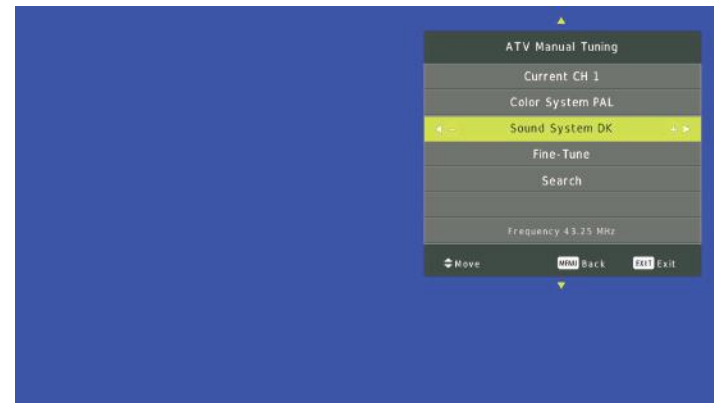 ATV Manual Tuning
Current CH 1
Color System PAL
- Sound System DK +
Fine-Tune
Search
Frequency 43.25 MHz
Move MENU Back EXIT Exit